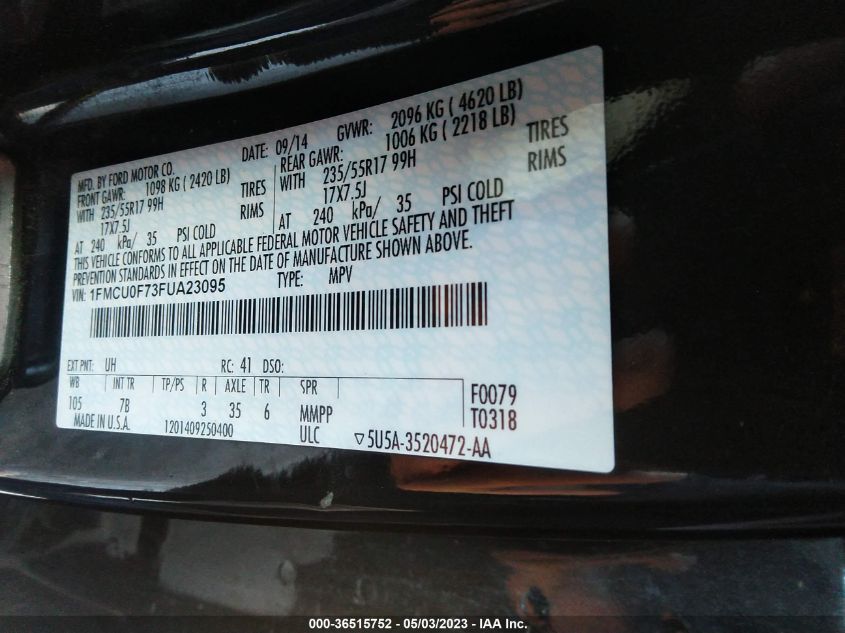 MFD. BY FORD MOTOR CO. DATE: 09/14 GVWR: 2096 KG ( 4620 LB)
FRONT GAWR: 1098 KG ( 2420 LB) REAR GAWR: 1006 KG ( 2218 LB)
WITH 235/55R17 99H TIRES WITH 235/55R17 99H TIRES
17X7.5J RIMS 17X7.5J RIMS
AT 240 kPa/ 35 PSI COLD AT 240 kPa/ 35 PSI COLD
THIS VEHICLE CONFORMS TO ALL APPLICABLE FEDERAL MOTOR VEHICLE SAFETY AND THEFT
PREVENTION STANDARDS IN EFFECT ON THE DATE OF MANUFACTURE SHOWN ABOVE.
VIN: 1FMCU0F73FUA23095 TYPE: MPV
EXT PNT: UH RC: 41 DSO:
WB INT TR TP/PS R AXLE TR SPR F0079
105 7B 3 35 6 MMPP T0318
MADE IN U.S.A. 1201409250400 ULC ▽5U5A-3520472-AA
000-36515752 - 05/03/2023 - IAA Inc.